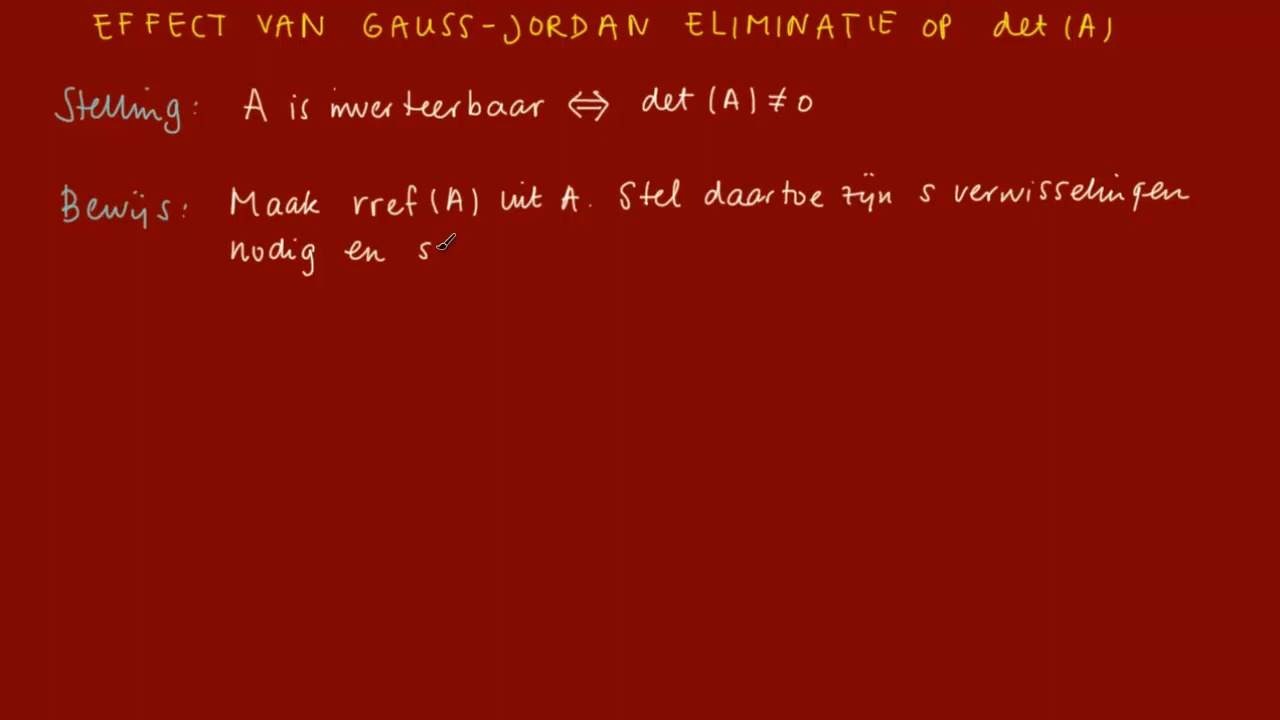 EFFECT VAN GAUSS-JORDAN ELIMINATIE OP det(A)
Stelling: A is inverteerbaar ⇔ det(A) ≠ 0
Bewijs: Maak rref(A) uit A. Stel daartoe zijn s verwisselingen
nodig en s